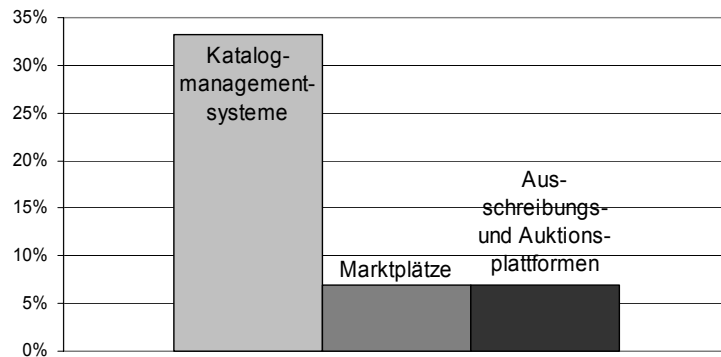 35%
30%
25%
20%
15%
10%
5%
0%
Katalog-
management-
systeme
Marktplätze
Aus-
schreibungs-
und Auktions-
plattformen